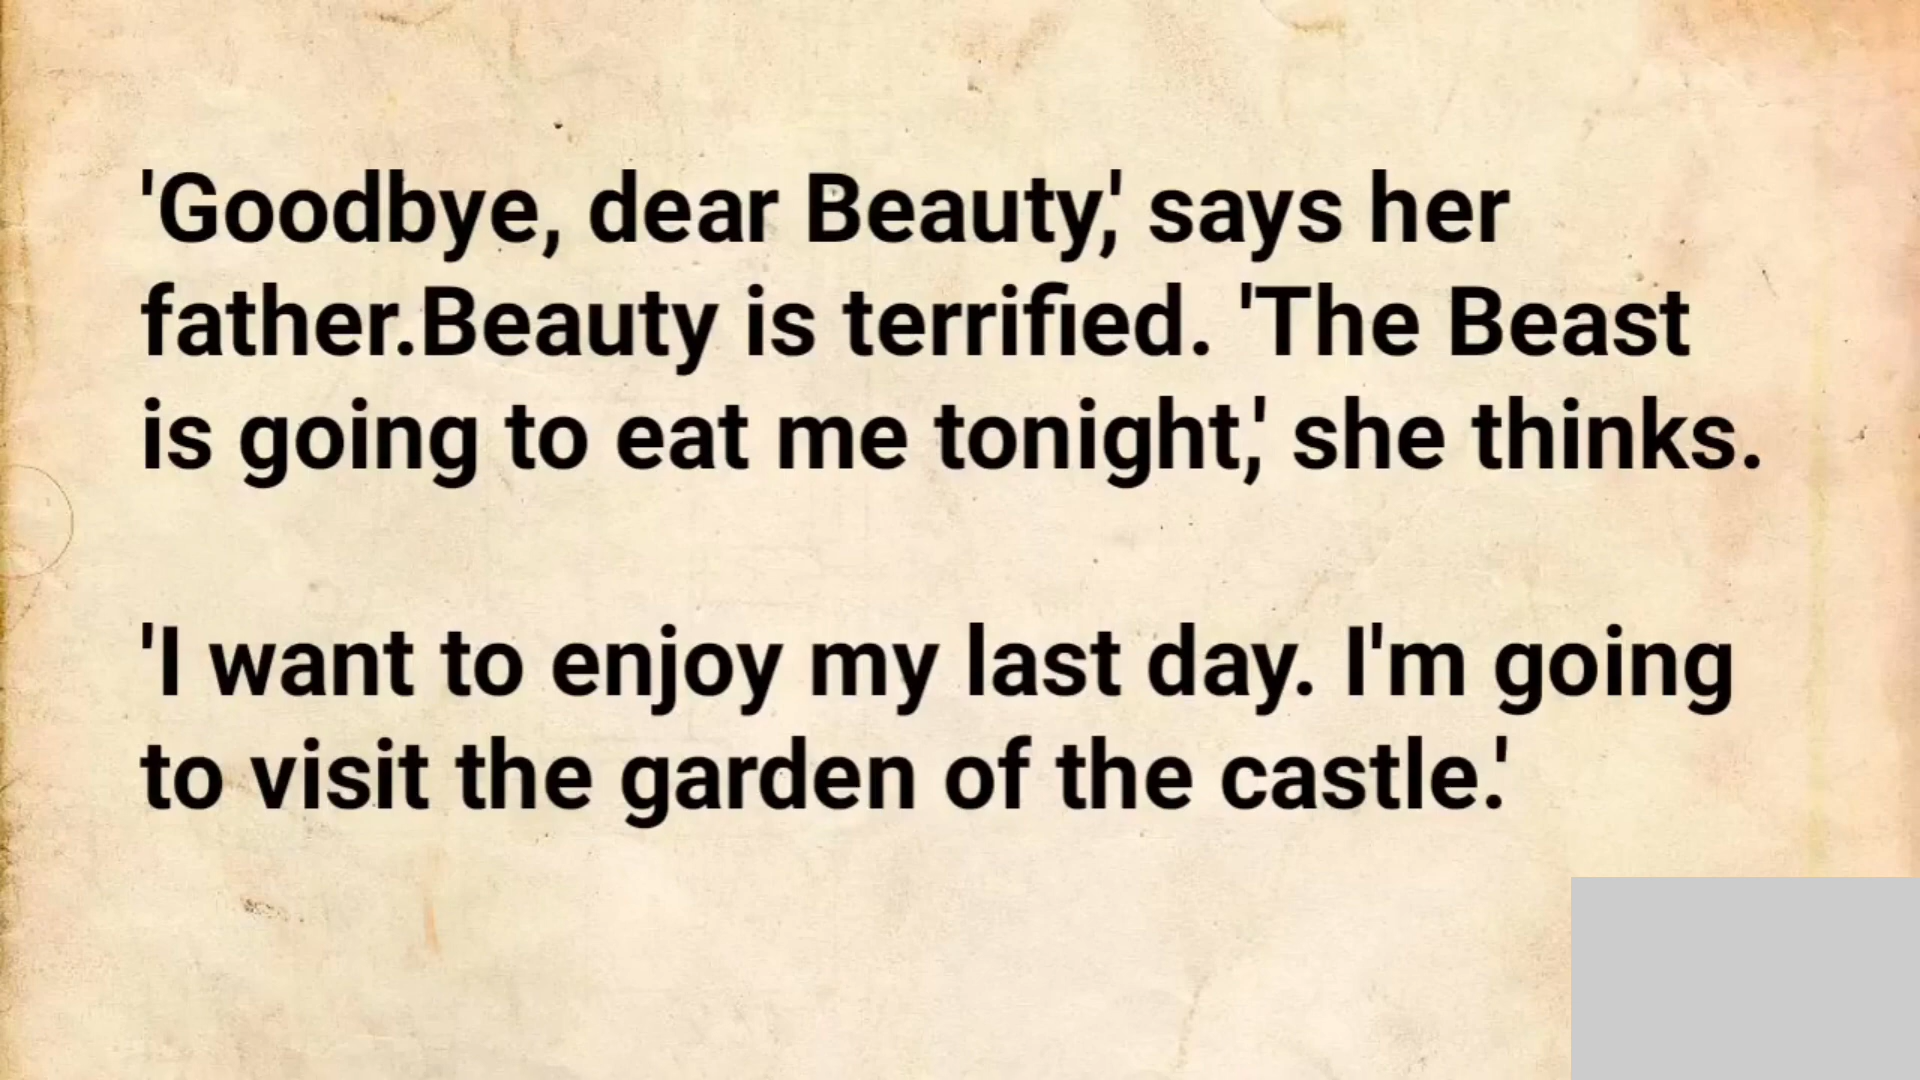 'Goodbye, dear Beauty,' says her
father.Beauty is terrified. 'The Beast
is going to eat me tonight,' she thinks.
'I want to enjoy my last day. I'm going
to visit the garden of the castle.'